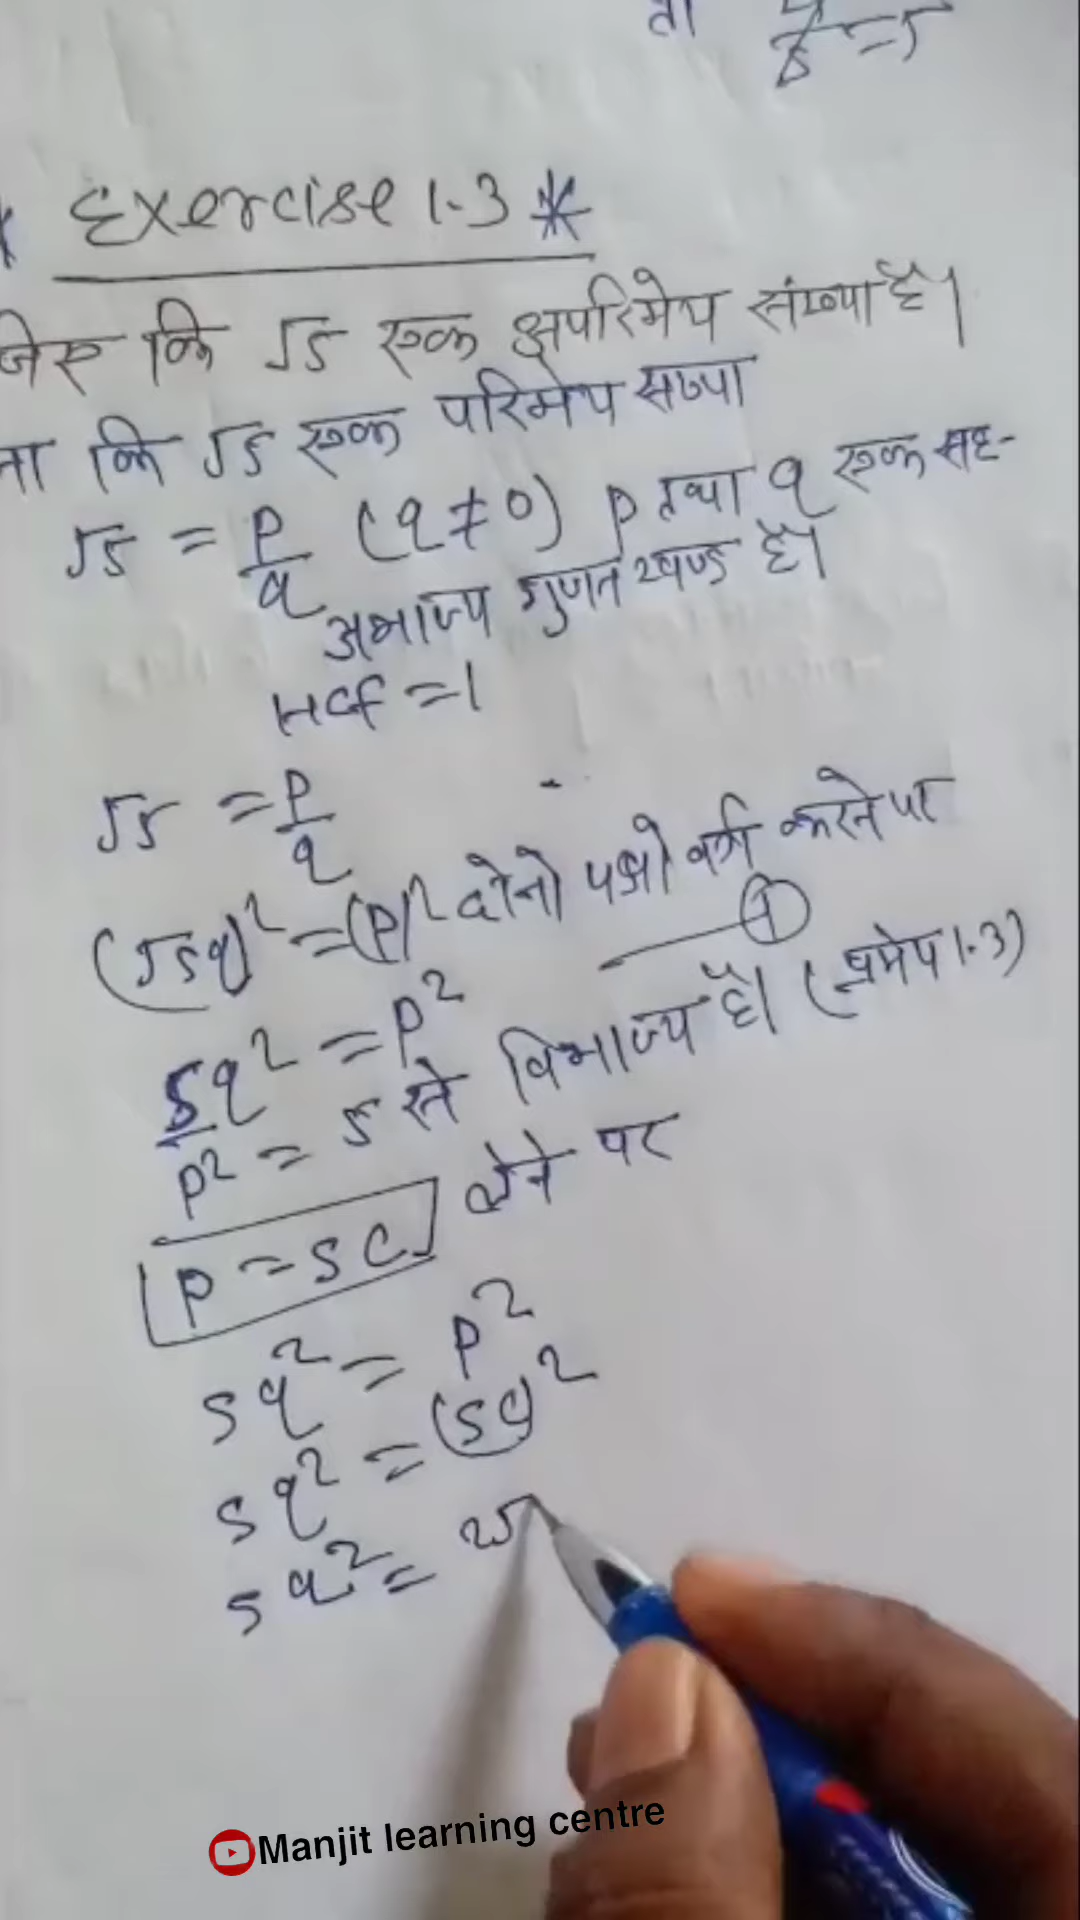 ता
= 5
* Exercise 1.3 *
जिए कि √5 एक अपरिमेय संख्या है।
ना कि √5 एक परिमेय संख्या
√5 = p/q (q ≠ 0) p तथा q एक सह-
अभाज्य गुणनखण्ड है।
HCF = 1
√5 = p/q
(√5q)² = (p)² दोनो पक्षो वर्ग करने पर
5q² = p² ——— ①
p² = 5 से विभाज्य है। (प्रमेय 1.3)
p = 5c लेने पर
5q² = p²
5q² = (5c)²
5q² = 25
Manjit learning centre